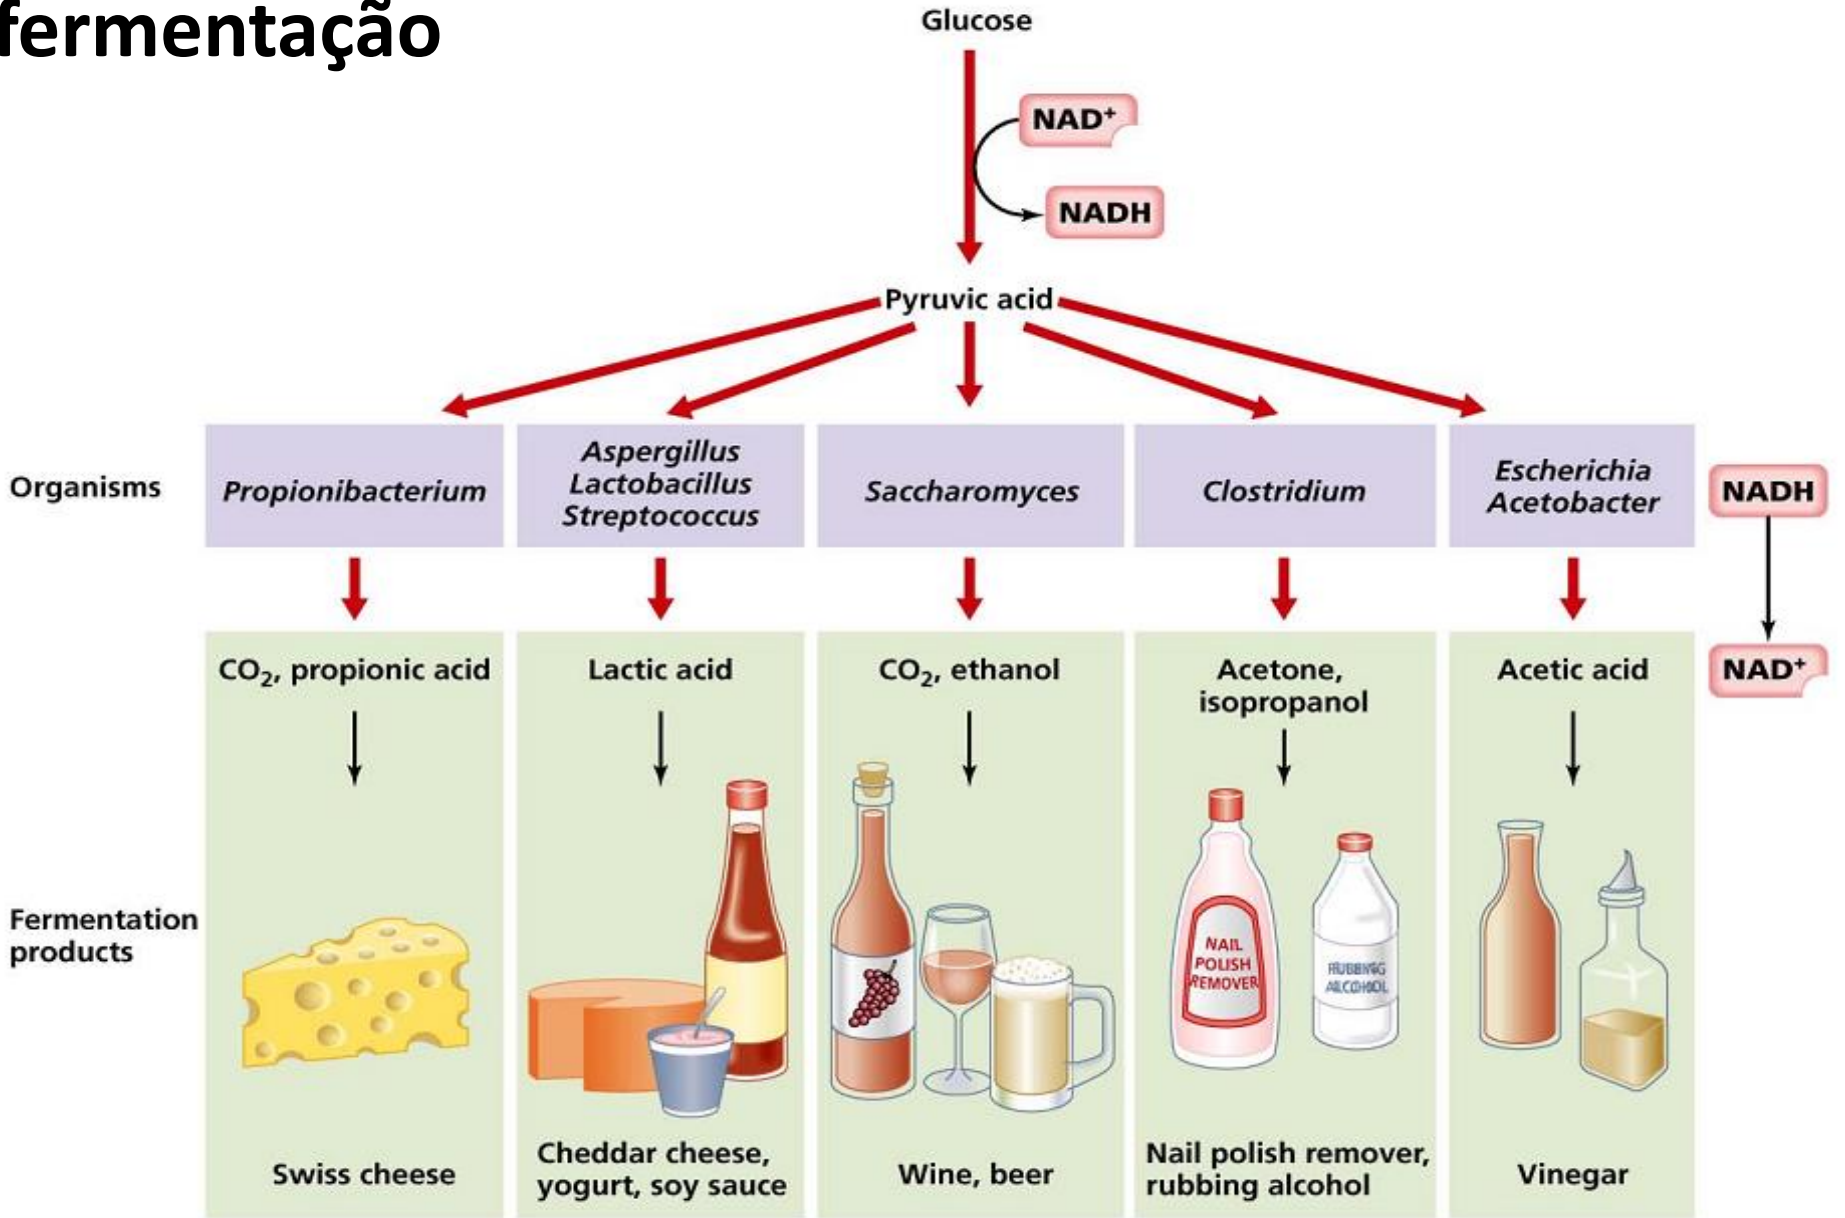 fermentação
Glucose
NAD⁺
NADH
Pyruvic acid
Organisms
Propionibacterium
Aspergillus
Lactobacillus
Streptococcus
Saccharomyces
Clostridium
Escherichia
Acetobacter
NADH
NAD⁺
CO₂, propionic acid
Lactic acid
CO₂, ethanol
Acetone,
isopropanol
Acetic acid
Fermentation
products
NAIL
POLISH
REMOVER
RUBBING
ALCOHOL
Swiss cheese
Cheddar cheese,
yogurt, soy sauce
Wine, beer
Nail polish remover,
rubbing alcohol
Vinegar